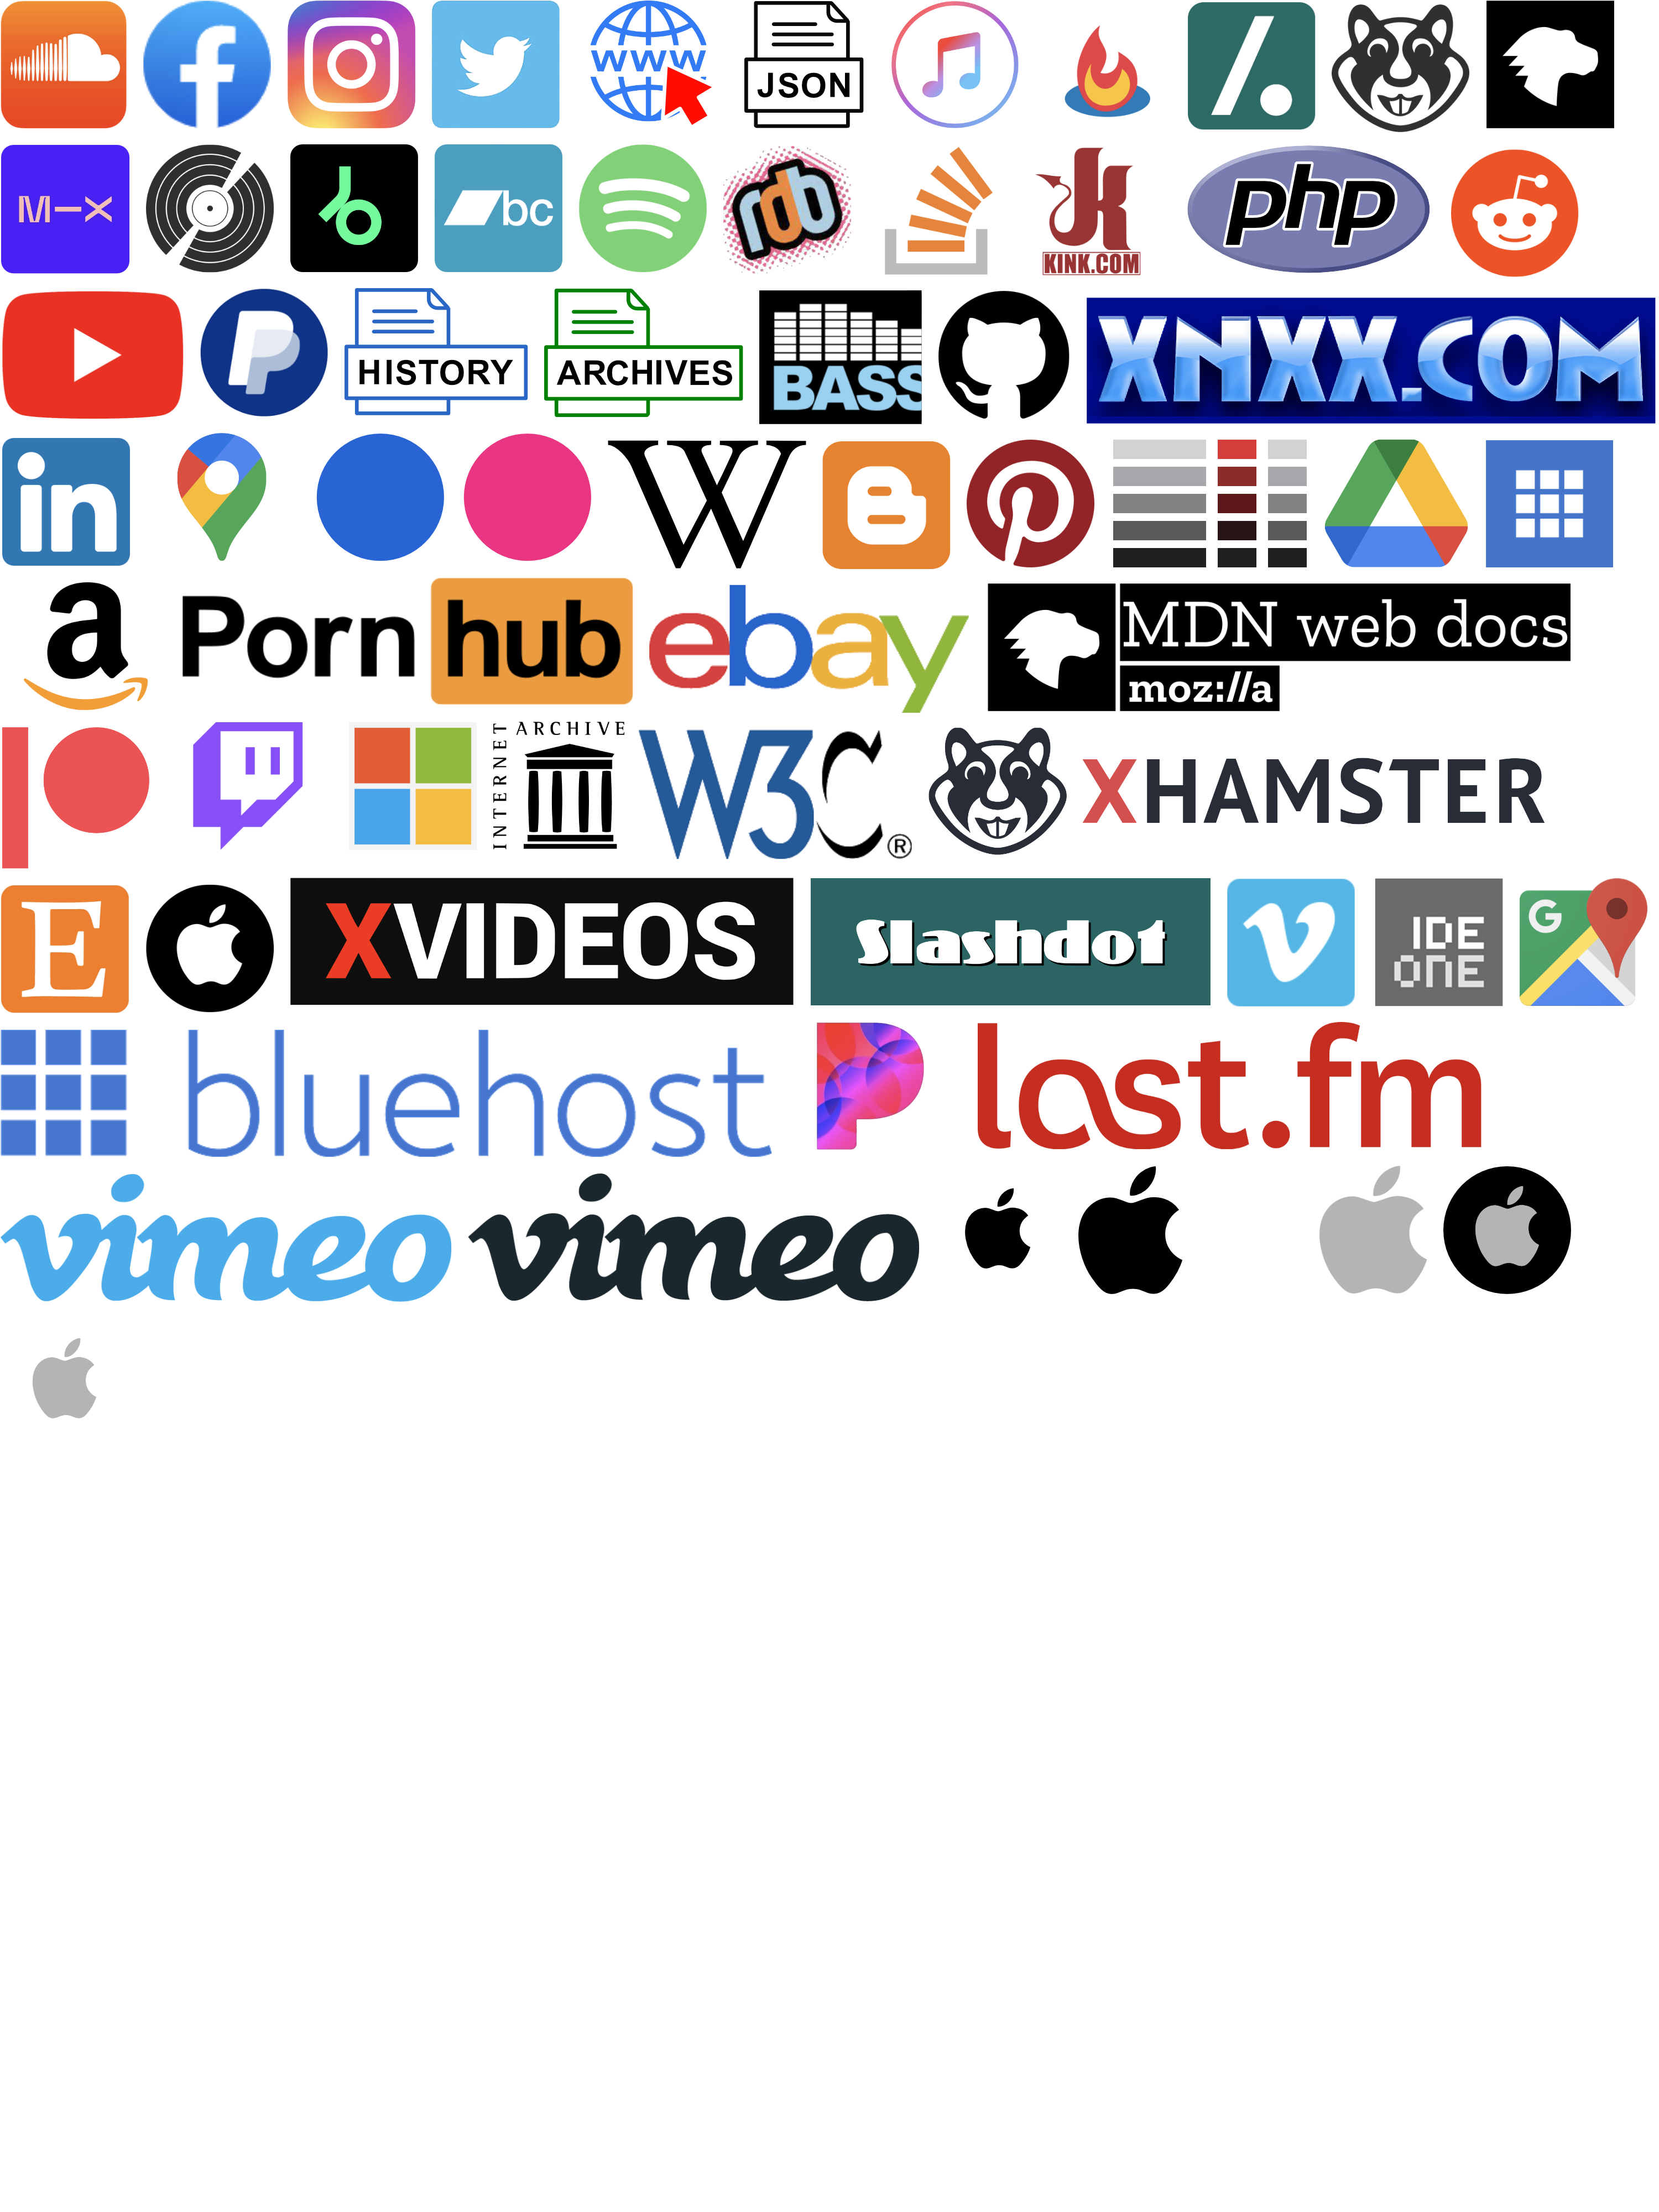 WWW
JSON
M-X
bc
rdb
KINK.COM
php
HISTORY
ARCHIVES
BASS
XNXX.COM
in
W
a
Porn hub
ebay
MDN web docs
moz://a
INTERNET
ARCHIVE
W3C®
XHAMSTER
E
XVIDEOS
Slashdot
G
IDE
ONE
bluehost
P
last.fm
vimeo
vimeo